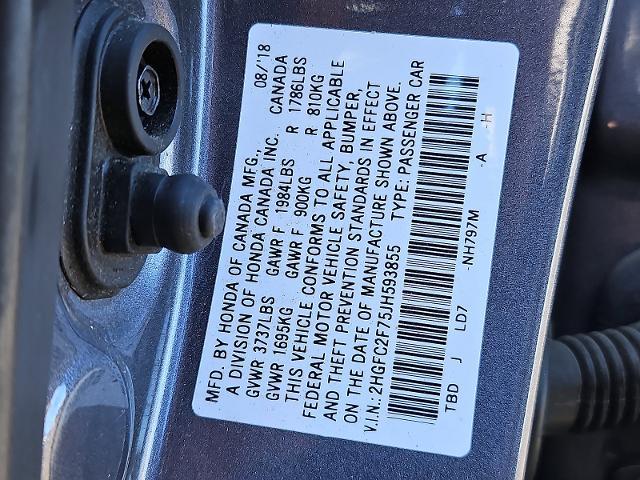 MFD. BY HONDA OF CANADA MFG., 08/'18
A DIVISION OF HONDA CANADA INC. CANADA
GVWR 3737LBS GAWR F 1984LBS R 1786LBS
GVWR 1695KG GAWR F 900KG R 810KG
THIS VEHICLE CONFORMS TO ALL APPLICABLE
FEDERAL MOTOR VEHICLE SAFETY, BUMPER,
AND THEFT PREVENTION STANDARDS IN EFFECT
ON THE DATE OF MANUFACTURE SHOWN ABOVE.
V.I.N.: 2HGFC2F75JH593855 TYPE: PASSENGER CAR
TBD J LD7 -NH797M -A -H